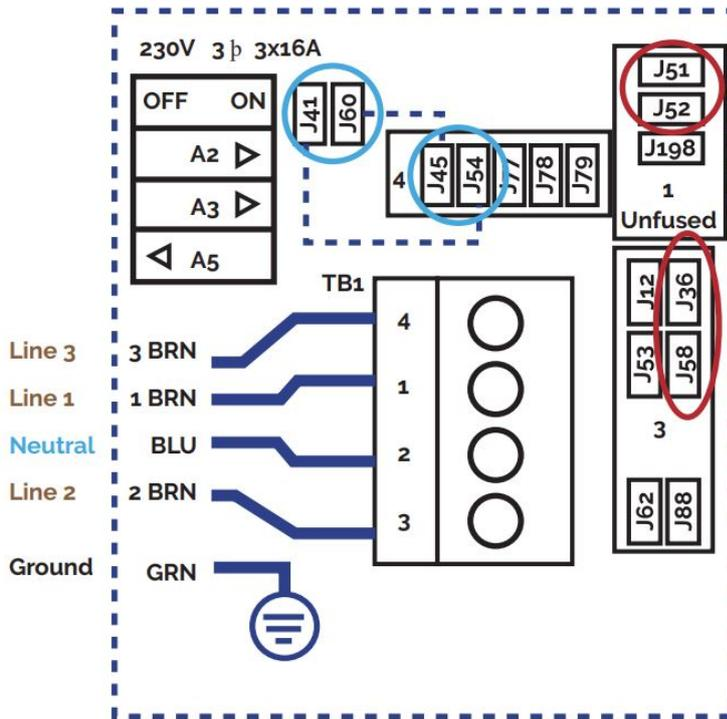 230V 3 þ 3x16A
OFF ON
A2
A3
A5
J41
J60
4
J45
J54
J77
J78
J79
J51
J52
J198
1
Unfused
J12
J36
J53
J58
3
J62
J88
TB1
4
1
2
3
Line 3 3 BRN
Line 1 1 BRN
Neutral BLU
Line 2 2 BRN
Ground GRN